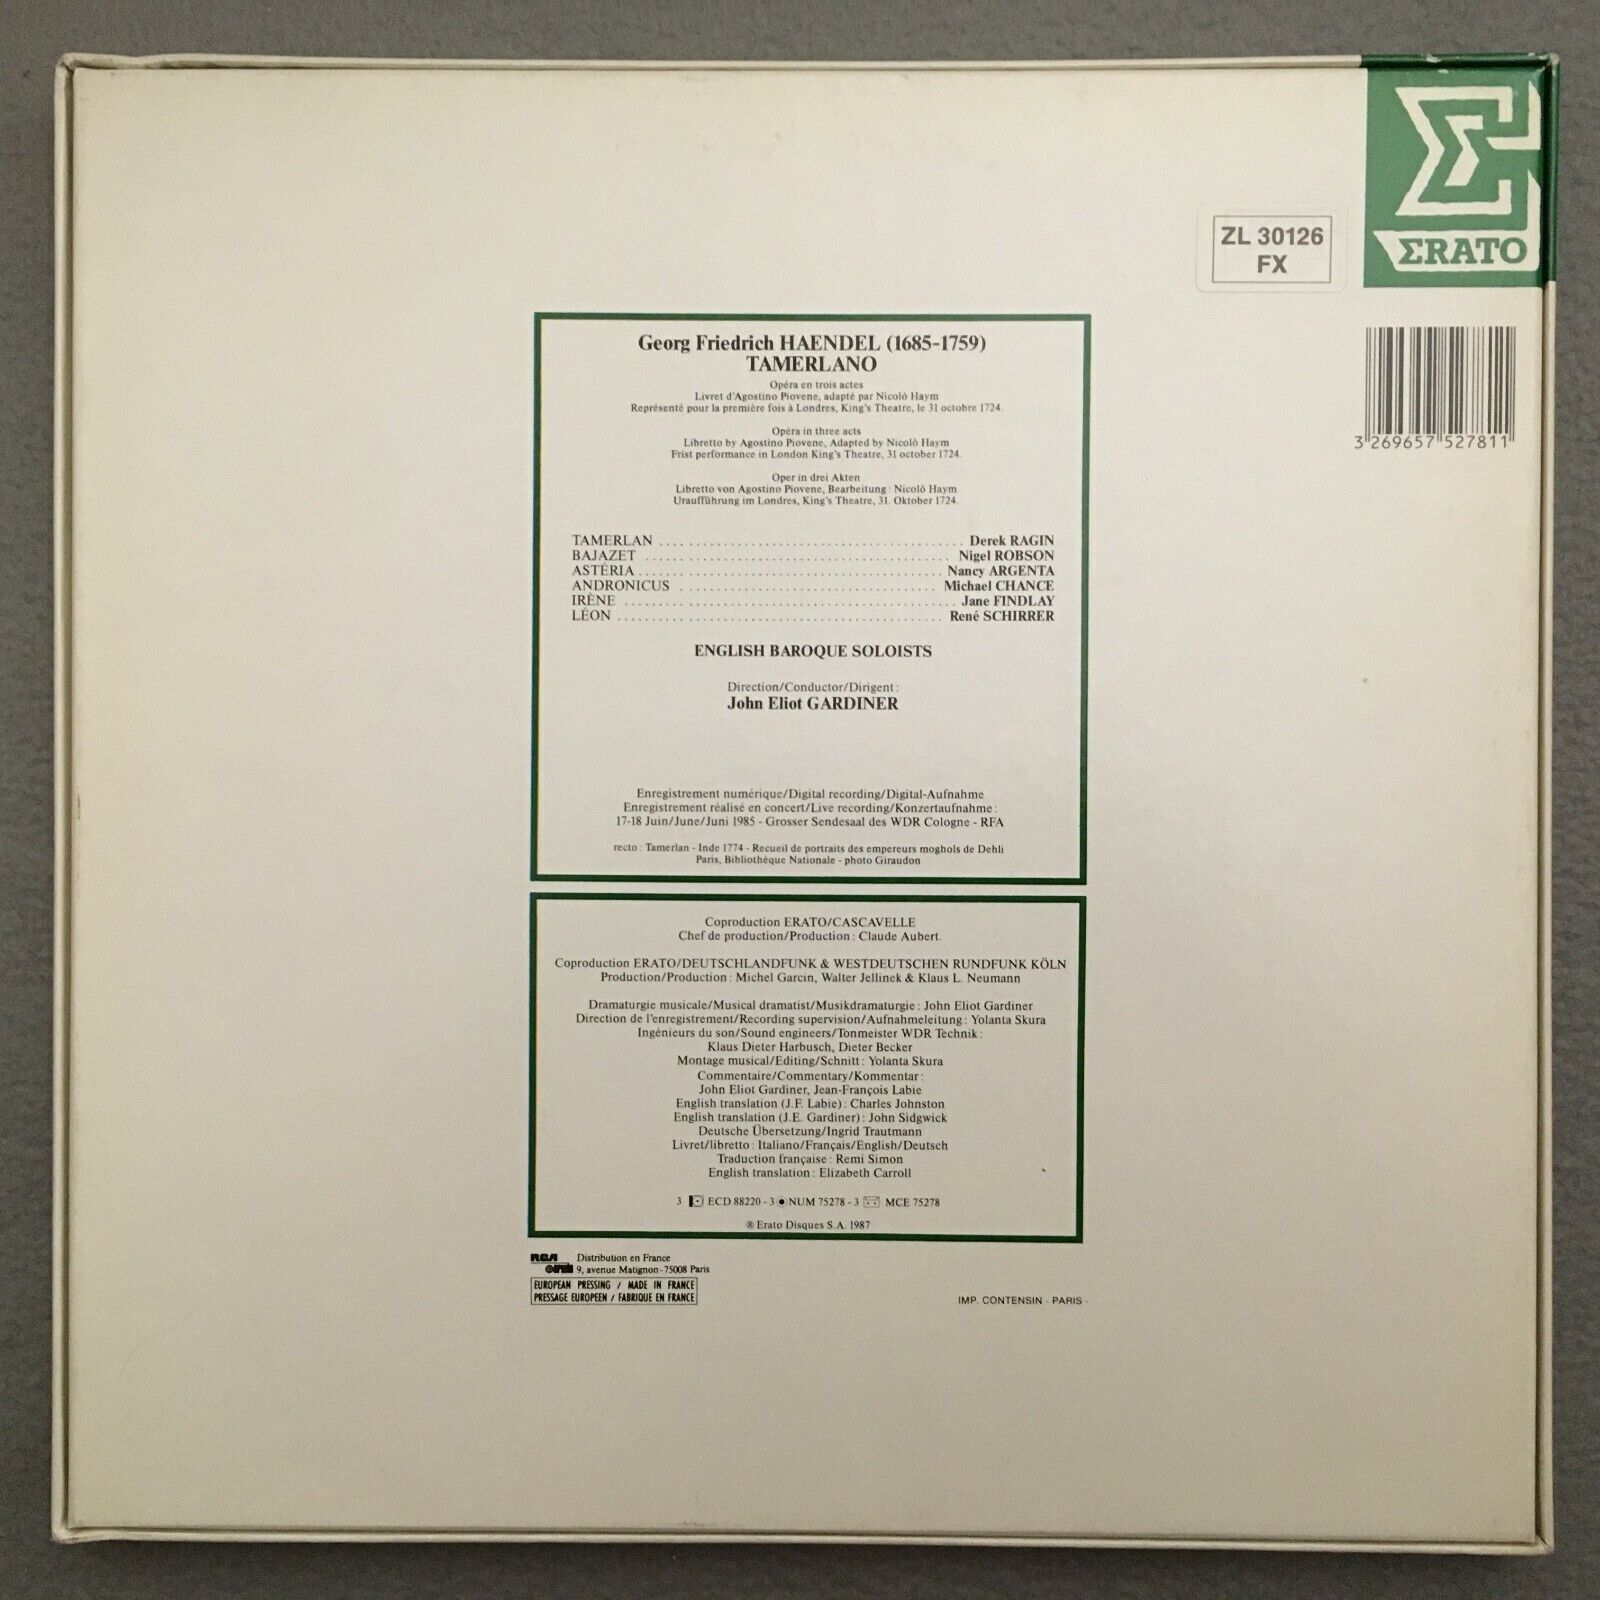 ΣRATO
ZL 30126
FX
3 269657 527811
Georg Friedrich HAENDEL (1685-1759)
TAMERLANO
Opéra en trois actes
Livret d'Agostino Piovene, adapté par Nicolò Haym
Représenté pour la première fois à Londres, King's Theatre, le 31 octobre 1724.
Opéra in three acts
Libretto by Agostino Piovene, Adapted by Nicolò Haym
Frist performance in London King's Theatre, 31 october 1724.
Oper in drei Akten
Libretto von Agostino Piovene, Bearbeitung : Nicolò Haym
Uraufführung im Londres, King's Theatre, 31. Oktober 1724.
TAMERLAN ........ Derek RAGIN
BAJAZET ........ Nigel ROBSON
ASTÉRIA ........ Nancy ARGENTA
ANDRONICUS ........ Michael CHANCE
IRÈNE ........ Jane FINDLAY
LÉON ........ René SCHIRRER
ENGLISH BAROQUE SOLOISTS
Direction/Conductor/Dirigent :
John Eliot GARDINER
Enregistrement numérique/Digital recording/Digital-Aufnahme
Enregistrement réalisé en concert/Live recording/Konzertaufnahme :
17-18 Juin/June/Juni 1985 - Grosser Sendesaal des WDR Cologne - RFA
recto : Tamerlan - Inde 1774 - Recueil de portraits des empereurs moghols de Dehli
Paris, Bibliothèque Nationale - photo Giraudon
Coproduction ERATO/CASCAVELLE
Chef de production/Production : Claude Aubert.
Coproduction ERATO/DEUTSCHLANDFUNK & WESTDEUTSCHEN RUNDFUNK KÖLN
Production/Production : Michel Garcin, Walter Jellinek & Klaus L. Neumann
Dramaturgie musicale/Musical dramatist/Musikdramaturgie : John Eliot Gardiner
Direction de l'enregistrement/Recording supervision/Aufnahmeleitung : Yolanta Skura
Ingénieurs du son/Sound engineers/Tonmeister WDR Technik :
Klaus Dieter Harbusch, Dieter Becker
Montage musical/Editing/Schnitt : Yolanta Skura
Commentaire/Commentary/Kommentar :
John Eliot Gardiner, Jean-François Labie
English translation (J.F. Labie) : Charles Johnston
English translation (J.E. Gardiner) : John Sidgwick
Deutsche Übersetzung/Ingrid Trautmann
Livret/libretto : Italiano/Français/English/Deutsch
Traduction française : Remi Simon
English translation : Elizabeth Carroll
3 ECD 88220 - 3 NUM 75278 - 3 MCE 75278
℗ Erato Disques S.A. 1987
RCA Distribution en France
9, avenue Matignon - 75008 Paris
EUROPEAN PRESSING / MADE IN FRANCE
PRESSAGE EUROPEEN / FABRIQUE EN FRANCE
IMP. CONTENSIN - PARIS -